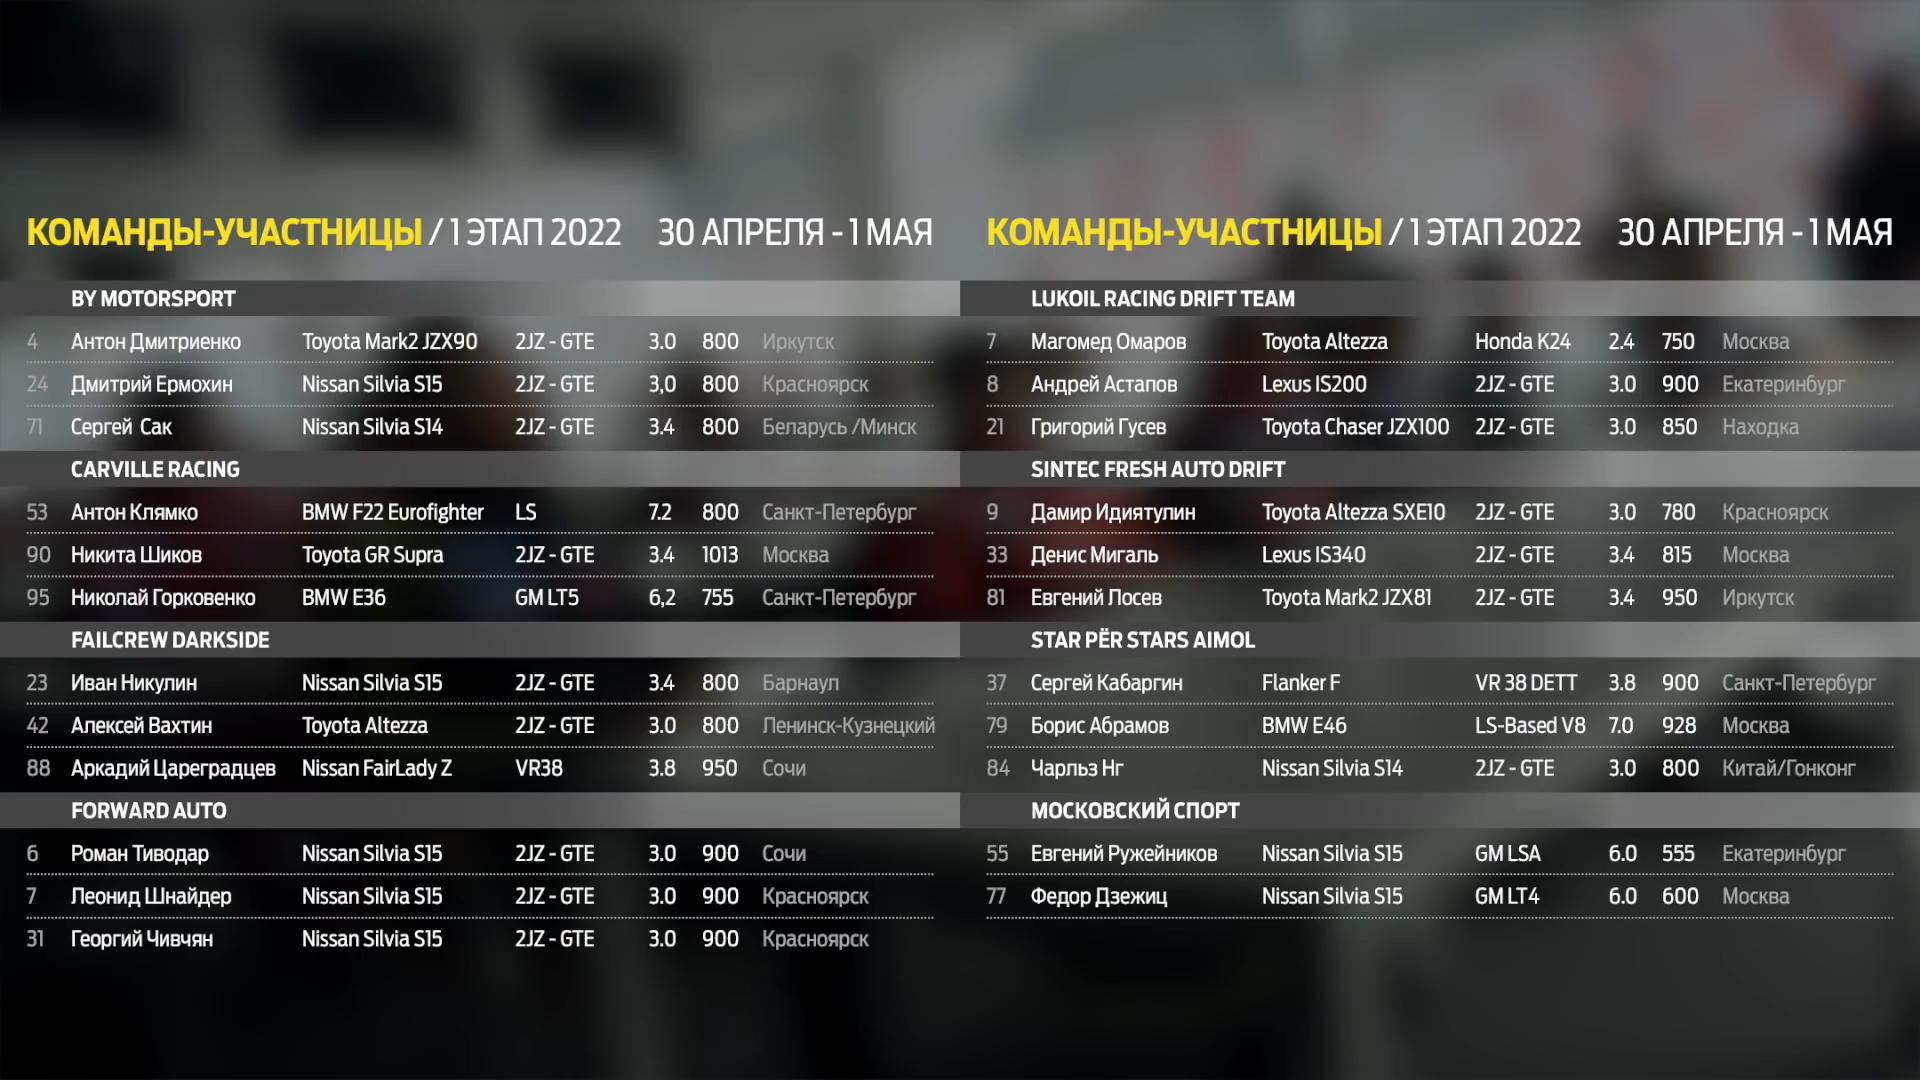 КОМАНДЫ-УЧАСТНИЦЫ / 1 ЭТАП 2022 30 АПРЕЛЯ - 1 МАЯ
BY MOTORSPORT
4 Антон Дмитриенко Toyota Mark2 JZX90 2JZ - GTE 3.0 800 Иркутск
24 Дмитрий Ермохин Nissan Silvia S15 2JZ - GTE 3,0 800 Красноярск
71 Сергей Сак Nissan Silvia S14 2JZ - GTE 3.4 800 Беларусь /Минск
CARVILLE RACING
53 Антон Клямко BMW F22 Eurofighter LS 7.2 800 Санкт-Петербург
90 Никита Шиков Toyota GR Supra 2JZ - GTE 3.4 1013 Москва
95 Николай Горковенко BMW E36 GM LT5 6,2 755 Санкт-Петербург
FAILCREW DARKSIDE
23 Иван Никулин Nissan Silvia S15 2JZ - GTE 3.4 800 Барнаул
42 Алексей Вахтин Toyota Altezza 2JZ - GTE 3.0 800 Ленинск-Кузнецкий
88 Аркадий Цареградцев Nissan FairLady Z VR38 3.8 950 Сочи
FORWARD AUTO
6 Роман Тиводар Nissan Silvia S15 2JZ - GTE 3.0 900 Сочи
7 Леонид Шнайдер Nissan Silvia S15 2JZ - GTE 3.0 900 Красноярск
31 Георгий Чивчян Nissan Silvia S15 2JZ - GTE 3.0 900 Красноярск
КОМАНДЫ-УЧАСТНИЦЫ / 1 ЭТАП 2022 30 АПРЕЛЯ - 1 МАЯ
LUKOIL RACING DRIFT TEAM
7 Магомед Омаров Toyota Altezza Honda K24 2.4 750 Москва
8 Андрей Астапов Lexus IS200 2JZ - GTE 3.0 900 Екатеринбург
21 Григорий Гусев Toyota Chaser JZX100 2JZ - GTE 3.0 850 Находка
SINTEC FRESH AUTO DRIFT
9 Дамир Идиятулин Toyota Altezza SXE10 2JZ - GTE 3.0 780 Красноярск
33 Денис Мигаль Lexus IS340 2JZ - GTE 3.4 815 Москва
81 Евгений Лосев Toyota Mark2 JZX81 2JZ - GTE 3.4 950 Иркутск
STAR PËR STARS AIMOL
37 Сергей Кабаргин Flanker F VR 38 DETT 3.8 900 Санкт-Петербург
79 Борис Абрамов BMW E46 LS-Based V8 7.0 928 Москва
84 Чарльз Нг Nissan Silvia S14 2JZ - GTE 3.0 800 Китай/Гонконг
МОСКОВСКИЙ СПОРТ
55 Евгений Ружейников Nissan Silvia S15 GM LSA 6.0 555 Екатеринбург
77 Федор Дзежиц Nissan Silvia S15 GM LT4 6.0 600 Москва